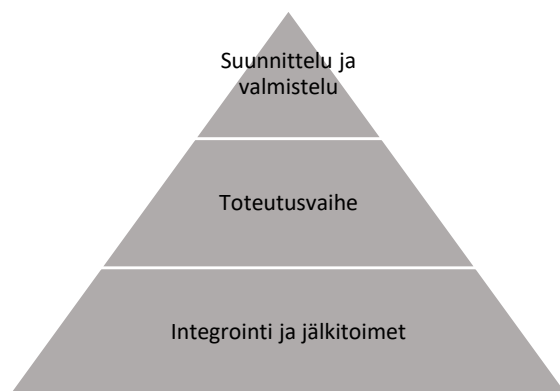 Suunnittelu ja
valmistelu
Toteutusvaihe
Integrointi ja jälkitoimet